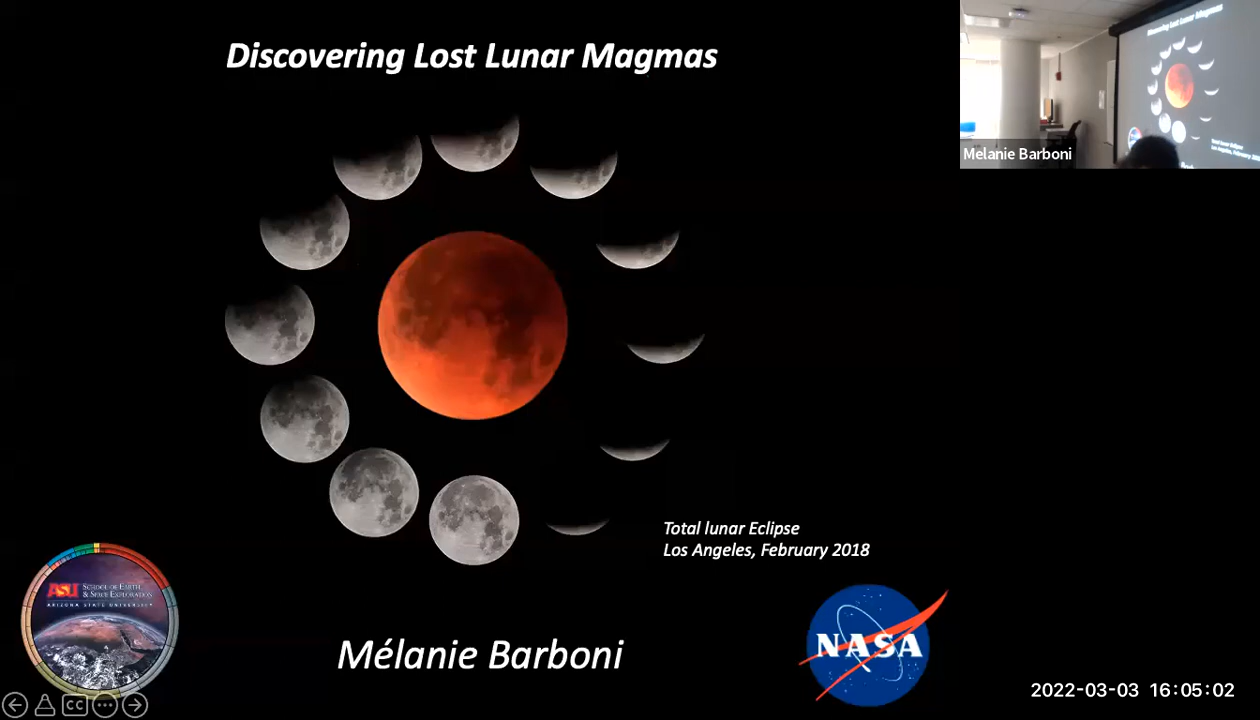 Discovering Lost Lunar Magmas
Melanie Barboni
Total lunar Eclipse
Los Angeles, February 2018
ASU SCHOOL OF EARTH
& SPACE EXPLORATION
ARIZONA STATE UNIVERSITY
NASA
Mélanie Barboni
CC
2022-03-03 16:05:02